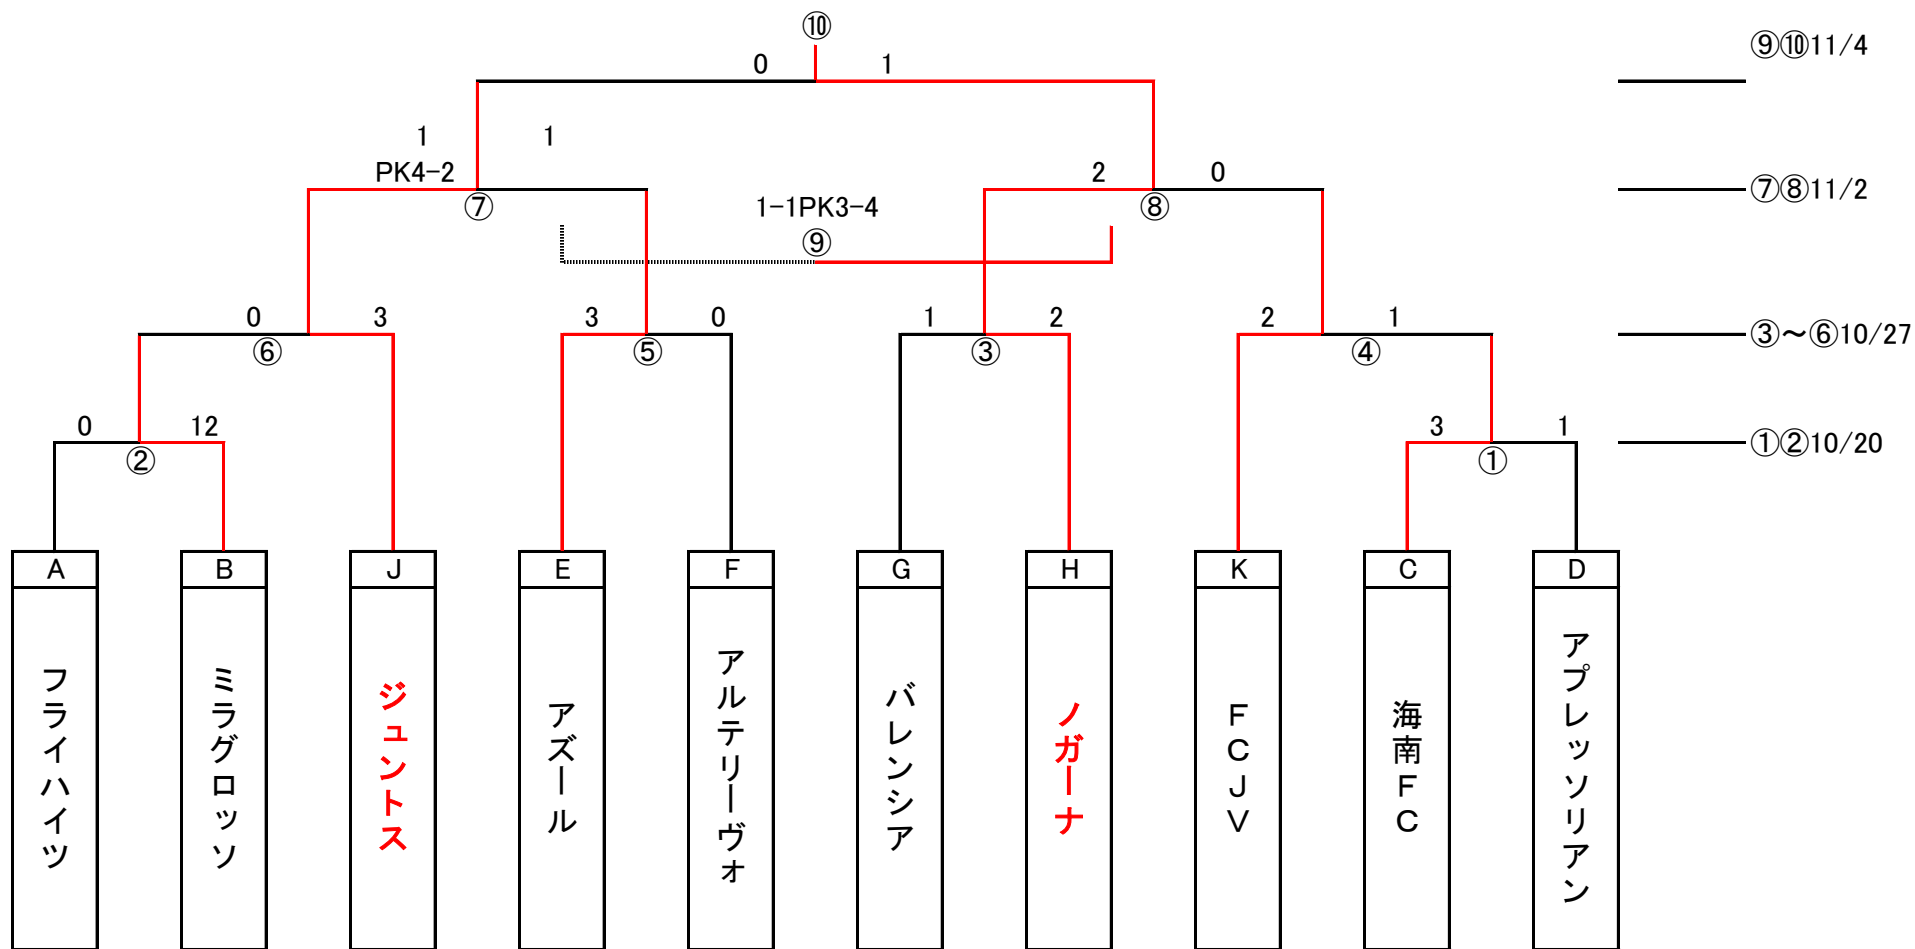 ⑩
⑨⑩11/4
0 1
1 1
PK4-2
2 0
⑦
1-1PK3-4
⑧
⑦⑧11/2
⑨
0 3
3 0
1 2
2 1
⑥
⑤
③
④
③～⑥10/27
0 12
3 1
②
①
①②10/20
A
B
J
E
F
G
H
K
C
D
フライハイツ
ミラグロッソ
ジュントス
アズール
アルテリーヴォ
バレンシア
ノガーナ
ＦＣＪＶ
海南ＦＣ
アプレッソリアン